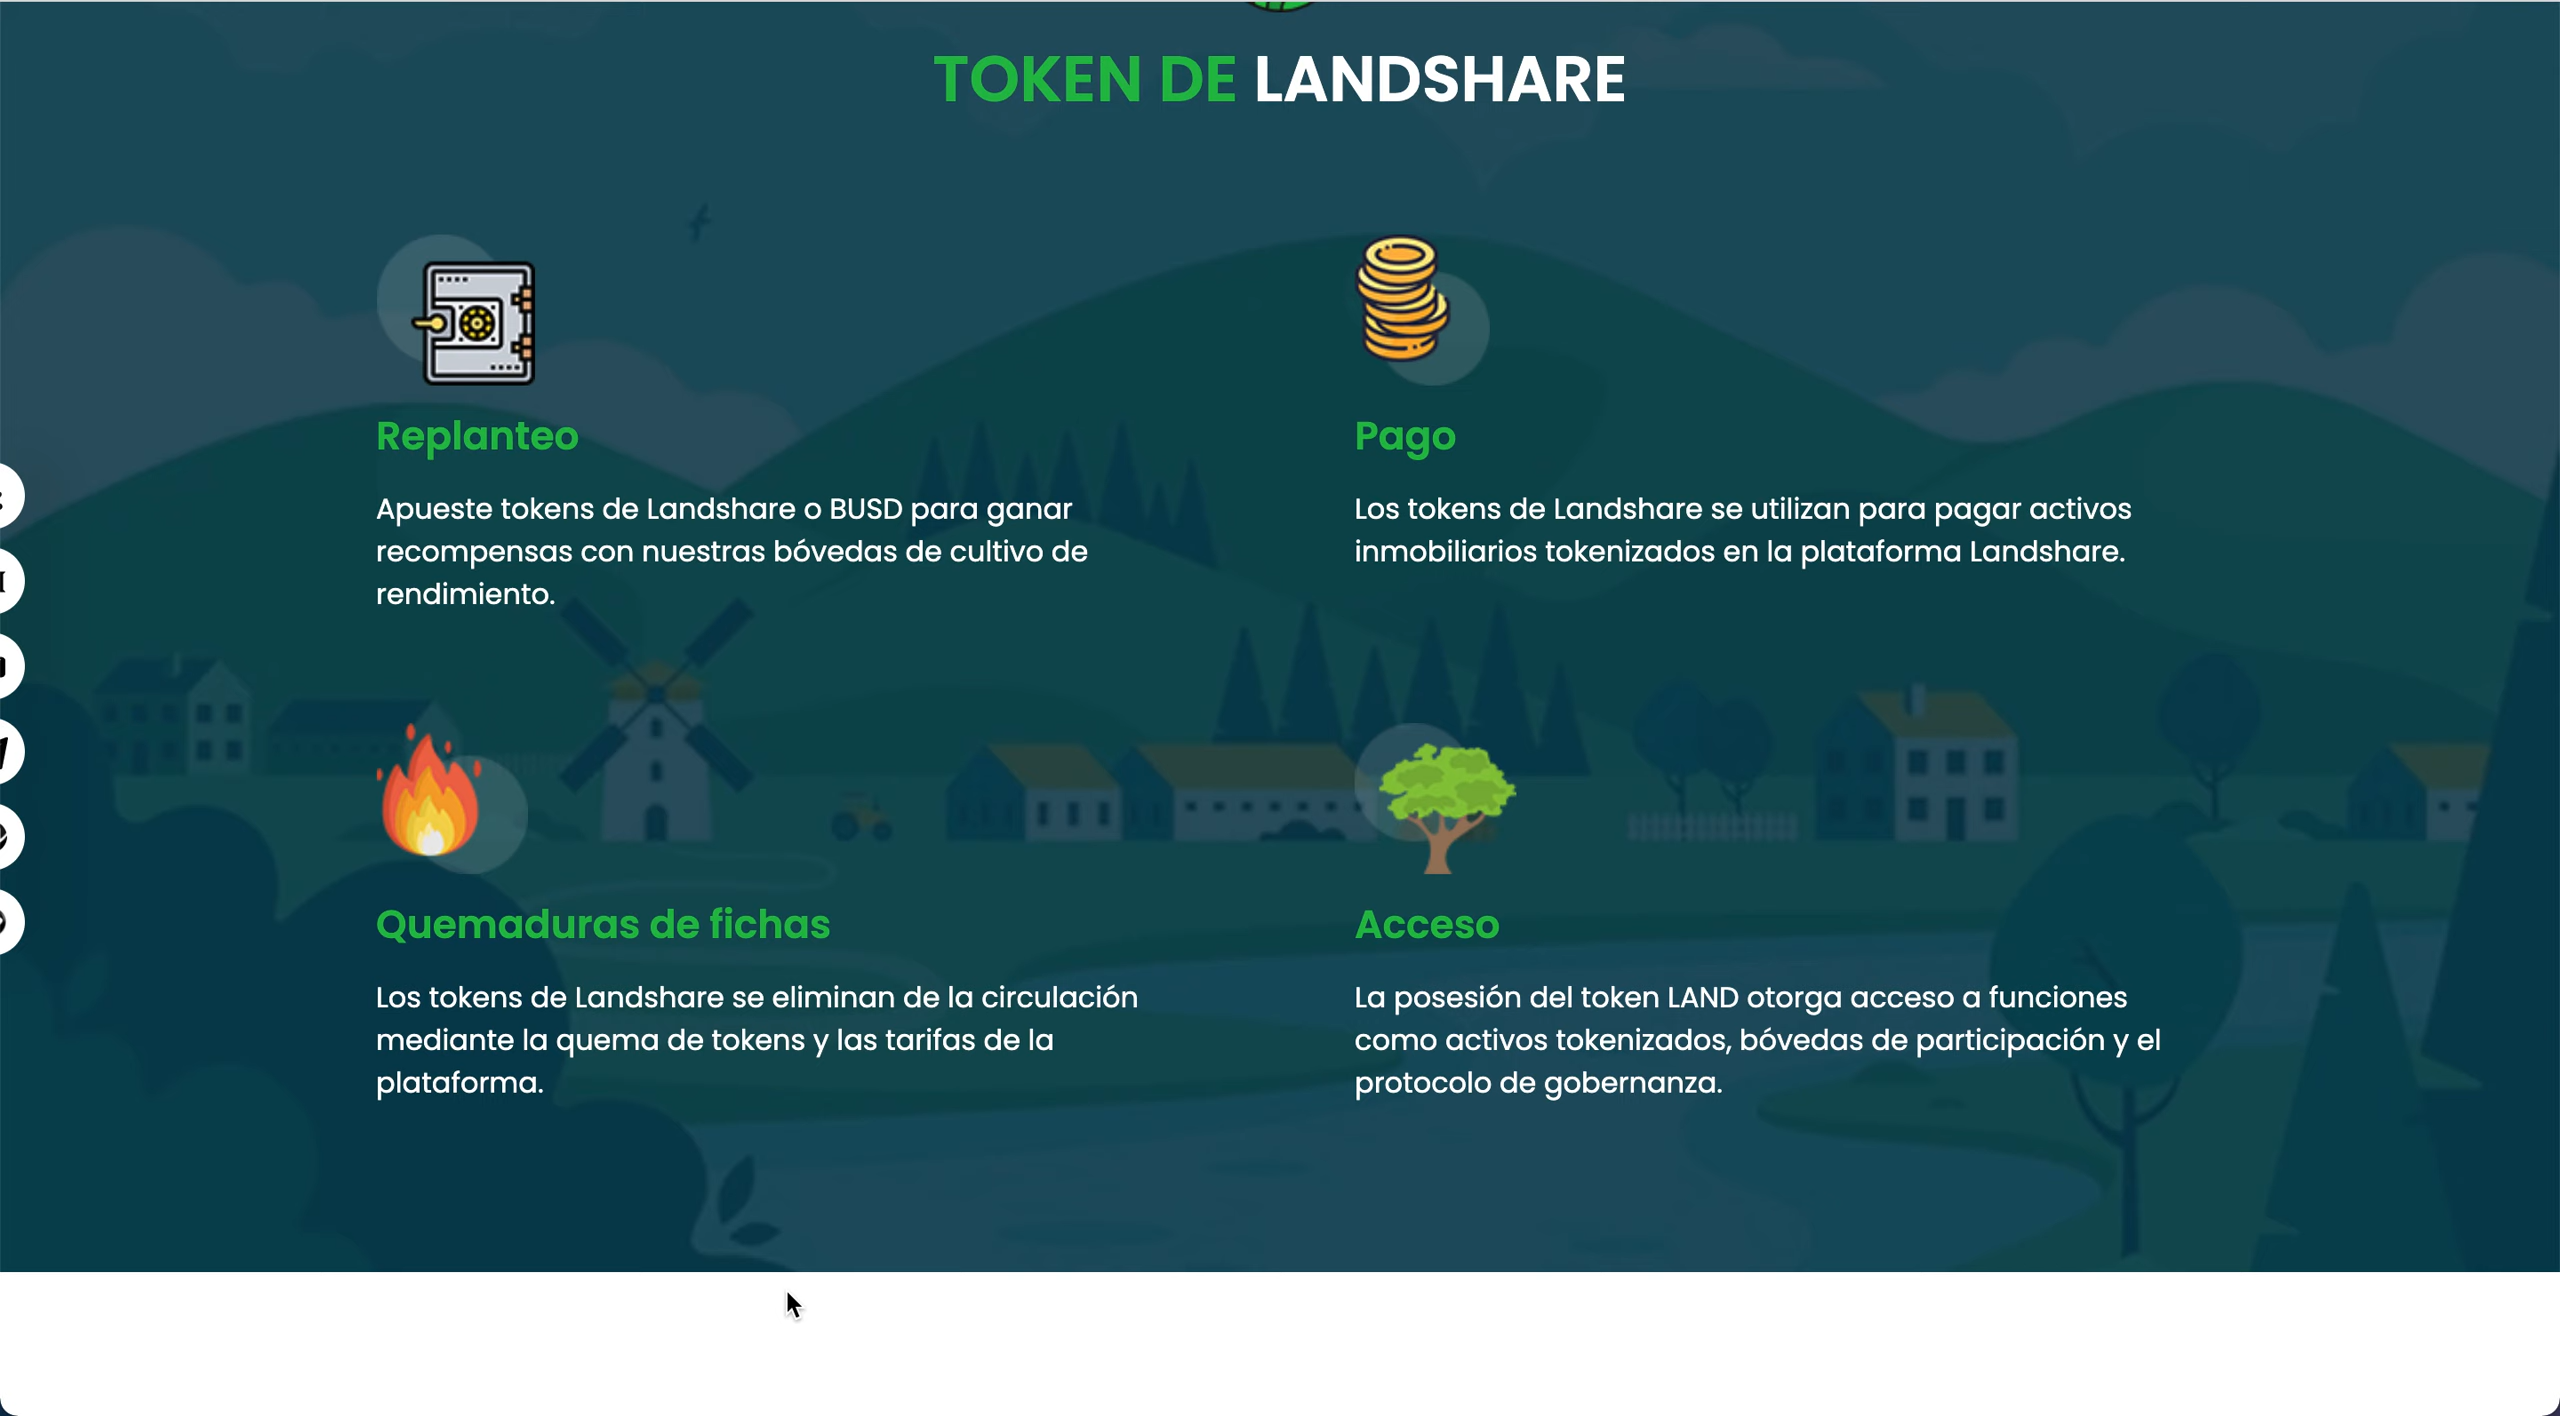 TOKEN DE LANDSHARE
Replanteo
Apueste tokens de Landshare o BUSD para ganar
recompensas con nuestras bóvedas de cultivo de
rendimiento.
Pago
Los tokens de Landshare se utilizan para pagar activos
inmobiliarios tokenizados en la plataforma Landshare.
Quemaduras de fichas
Los tokens de Landshare se eliminan de la circulación
mediante la quema de tokens y las tarifas de la
plataforma.
Acceso
La posesión del token LAND otorga acceso a funciones
como activos tokenizados, bóvedas de participación y el
protocolo de gobernanza.